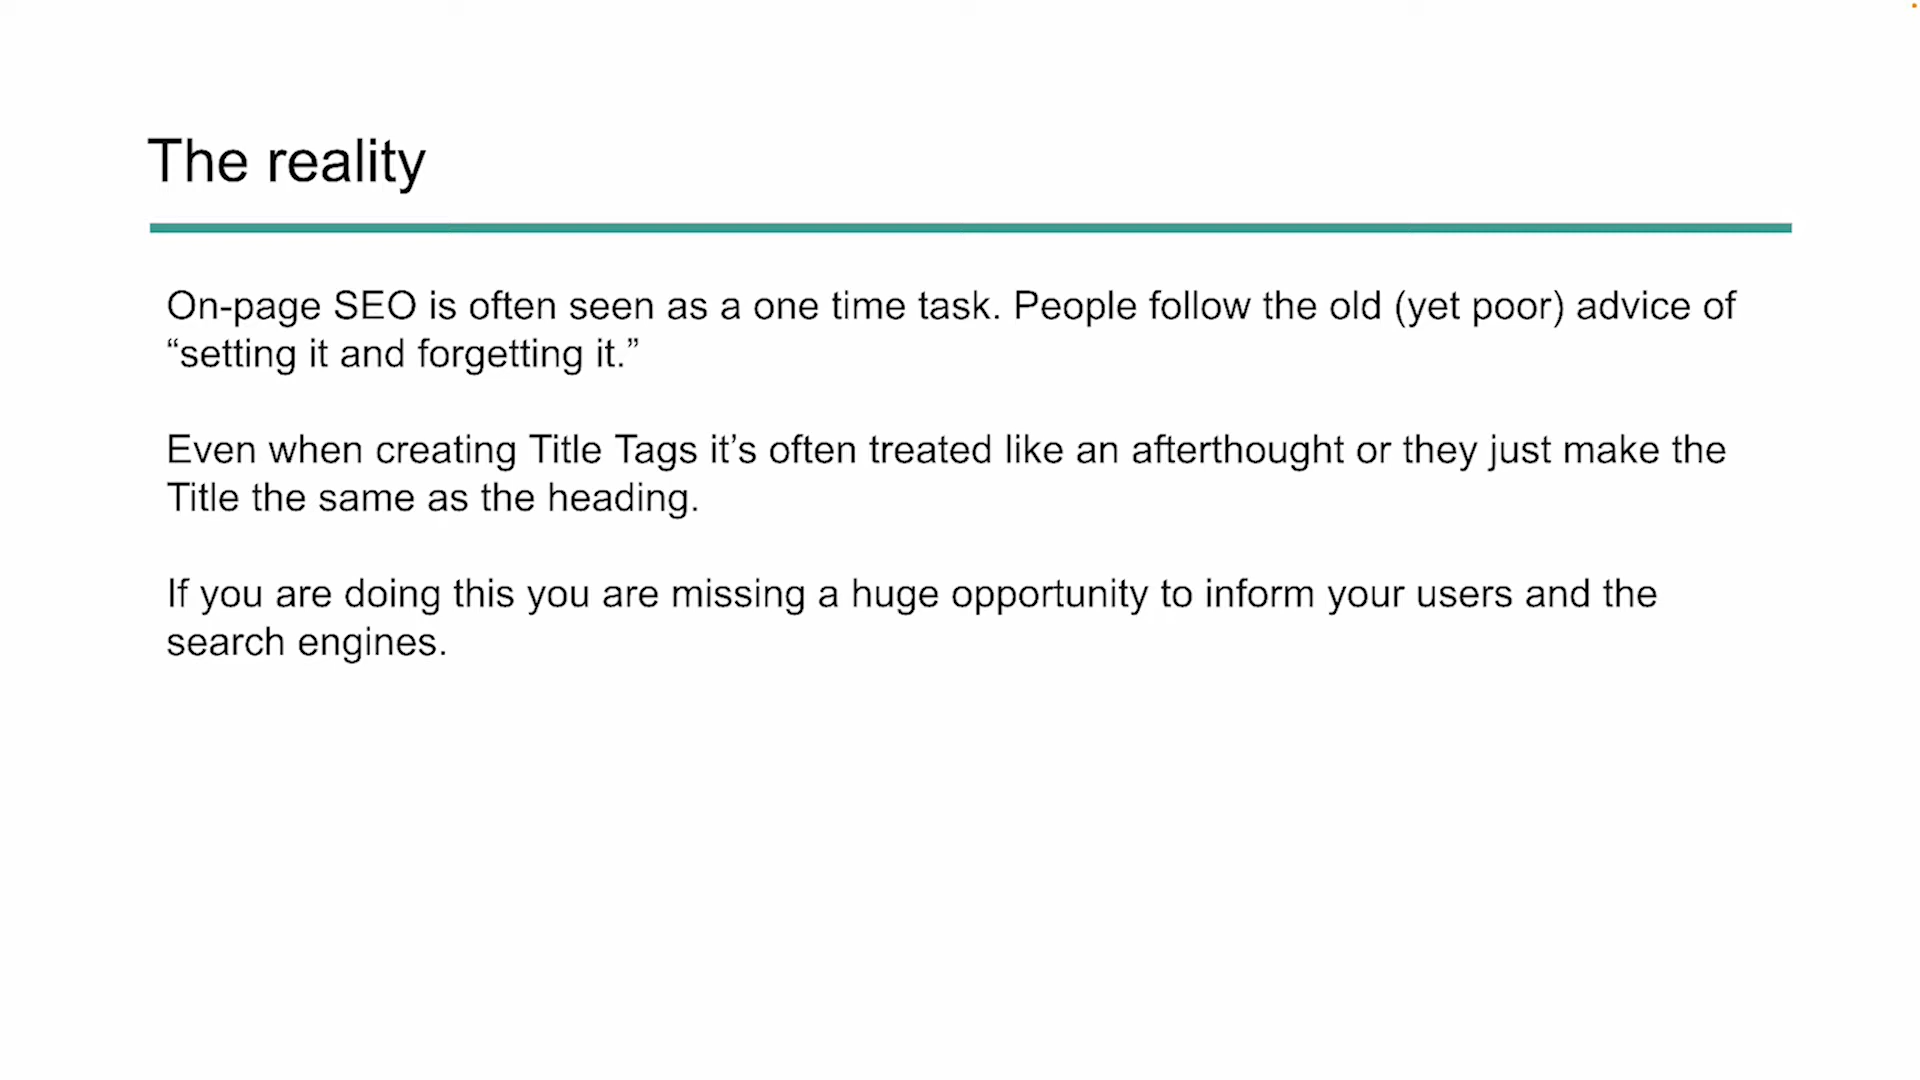 The reality
On-page SEO is often seen as a one time task. People follow the old (yet poor) advice of
“setting it and forgetting it.”
Even when creating Title Tags it’s often treated like an afterthought or they just make the
Title the same as the heading.
If you are doing this you are missing a huge opportunity to inform your users and the
search engines.